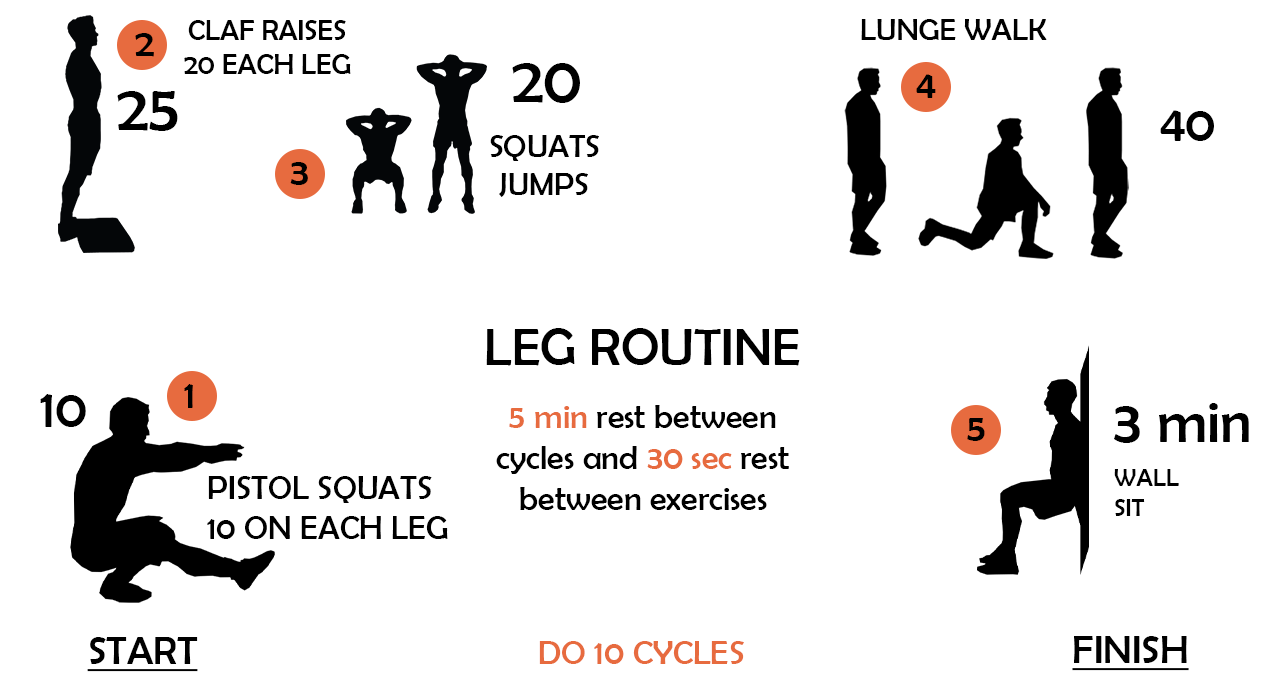 2
CLAF RAISES
20 EACH LEG
25
3
20
SQUATS
JUMPS
LUNGE WALK
4
40
LEG ROUTINE
5 min rest between
cycles and 30 sec rest
between exercises
10
1
PISTOL SQUATS
10 ON EACH LEG
5
3 min
WALL
SIT
START
DO 10 CYCLES
FINISH